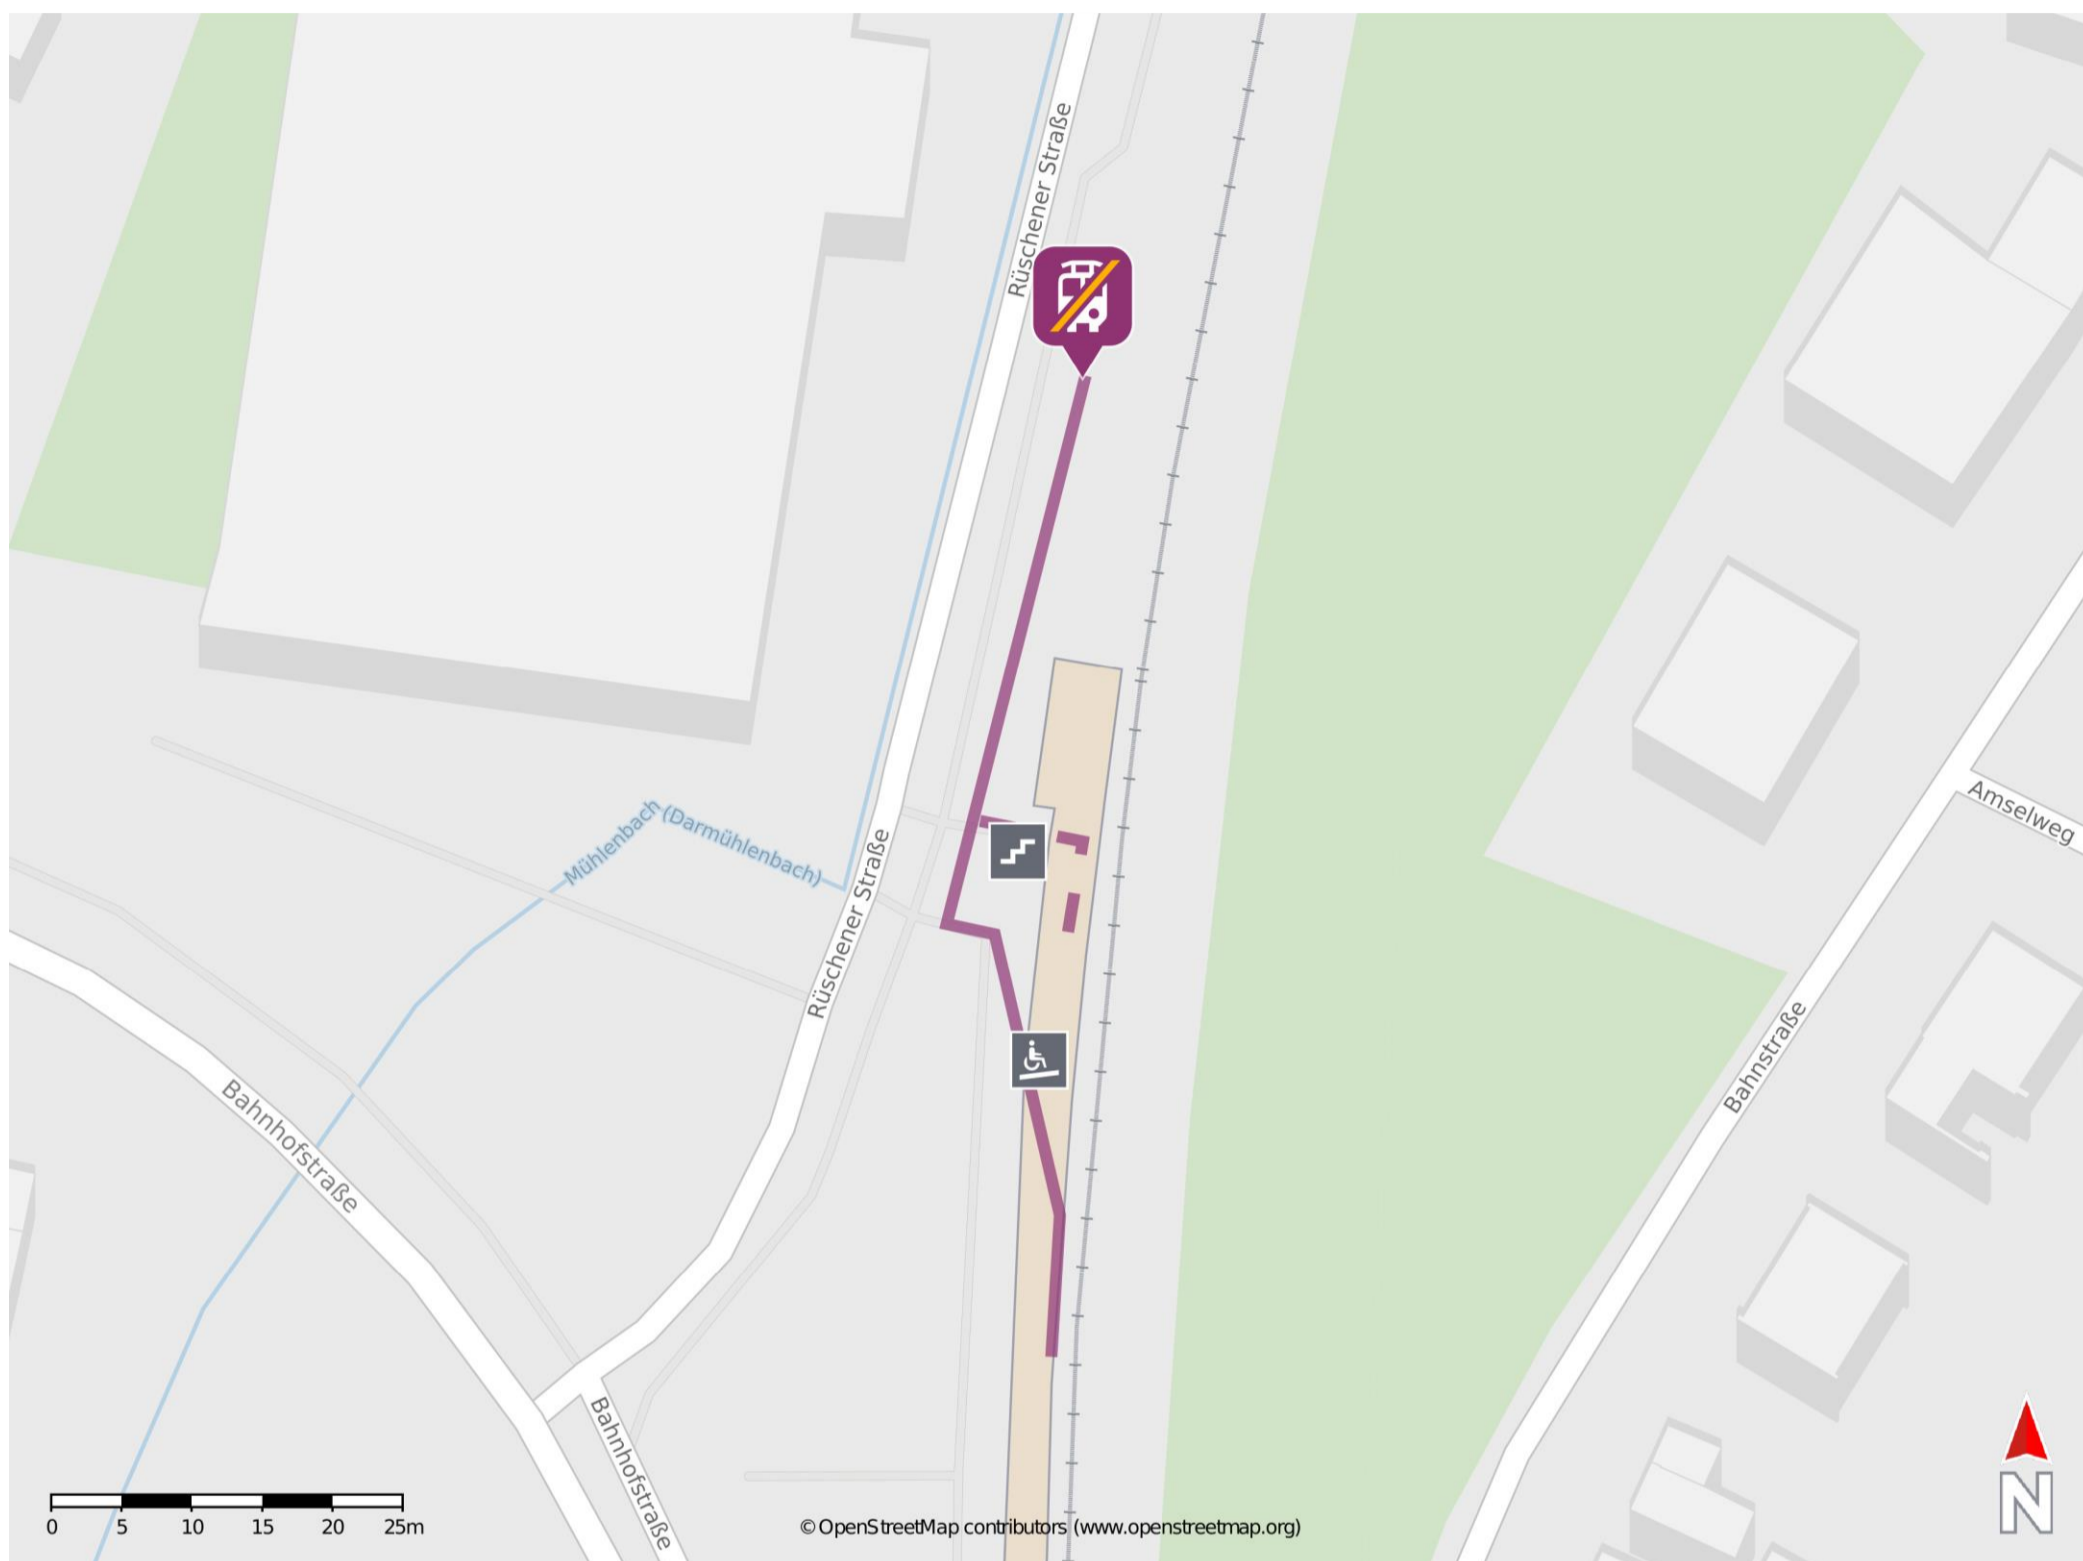 Rüschener Straße
Amselweg
Mühlenbach (Darmühlenbach)
Rüschener Straße
Bahnstraße
Bahnhofstraße
Bahnhofstraße
0 5 10 15 20 25m
© OpenStreetMap contributors (www.openstreetmap.org)
N